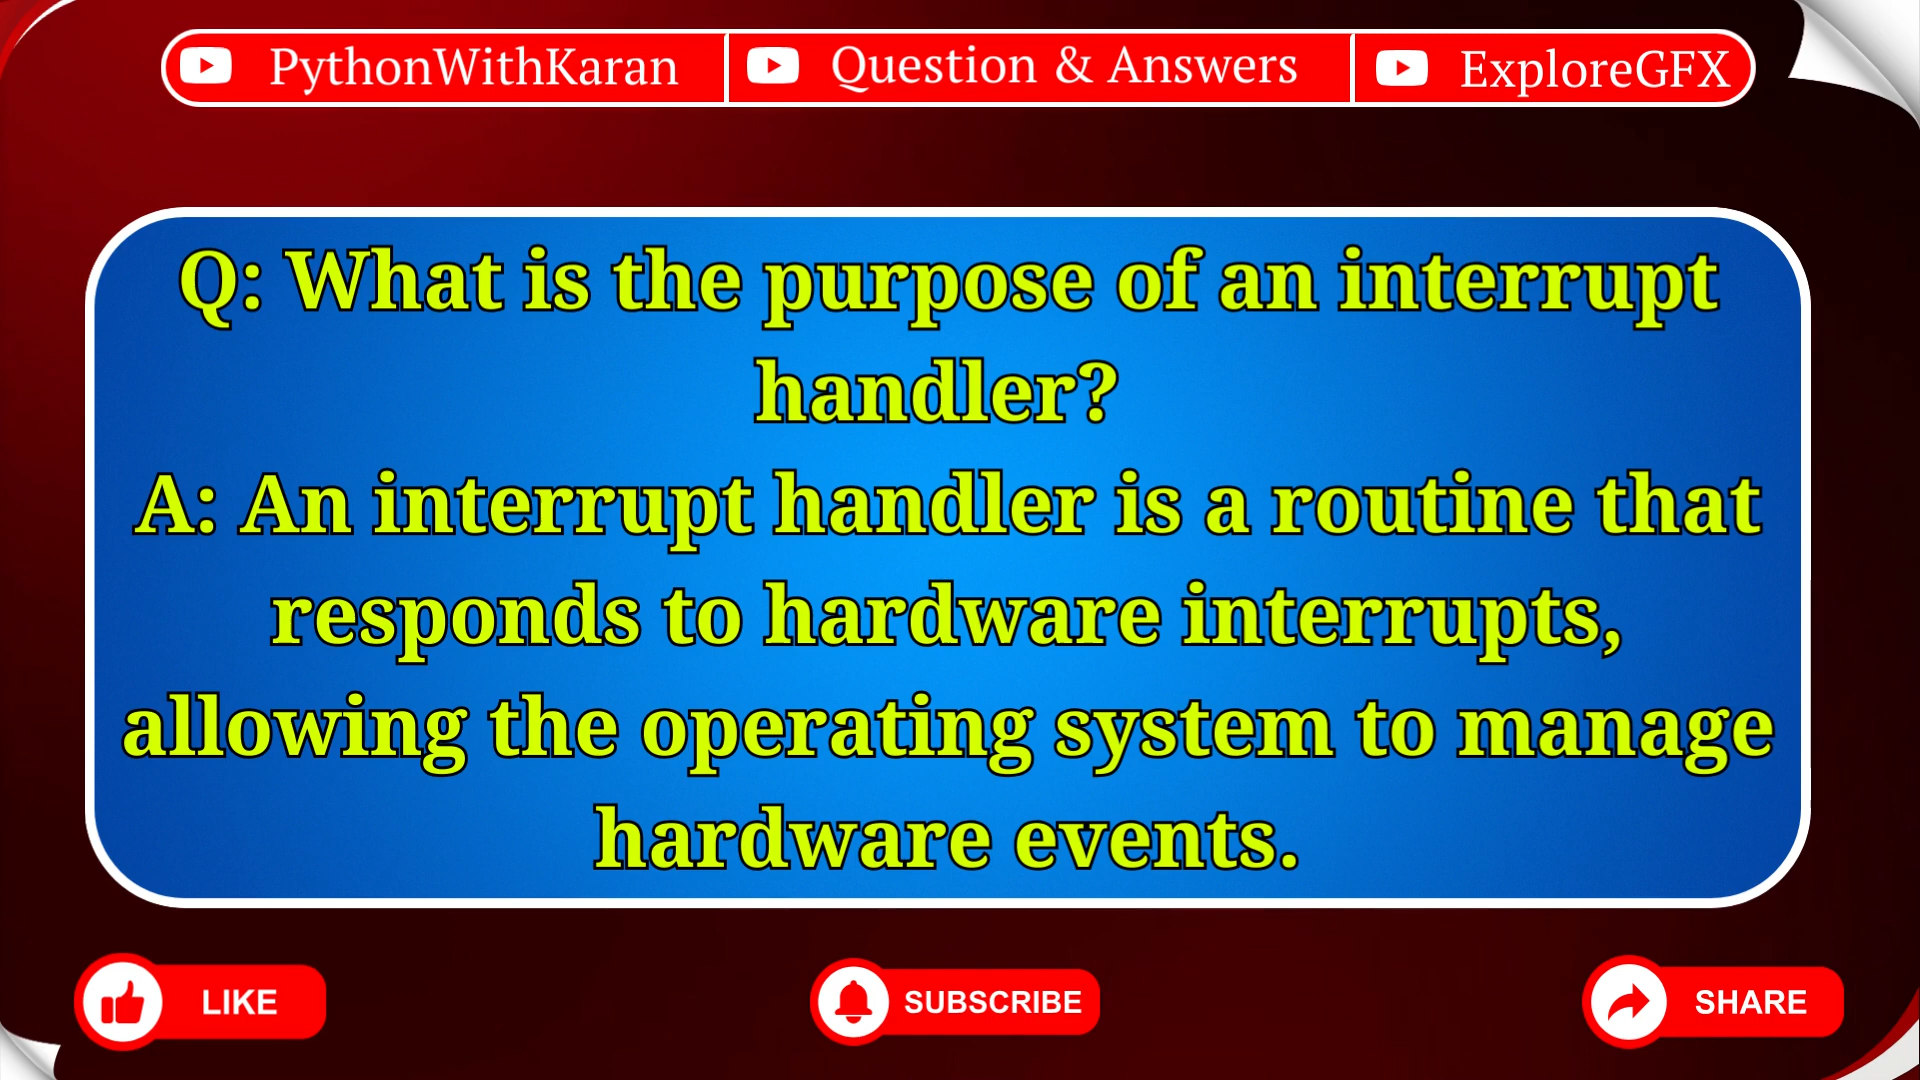 PythonWithKaran Question & Answers ExploreGFX
Q: What is the purpose of an interrupt
handler?
A: An interrupt handler is a routine that
responds to hardware interrupts,
allowing the operating system to manage
hardware events.
LIKE SUBSCRIBE SHARE